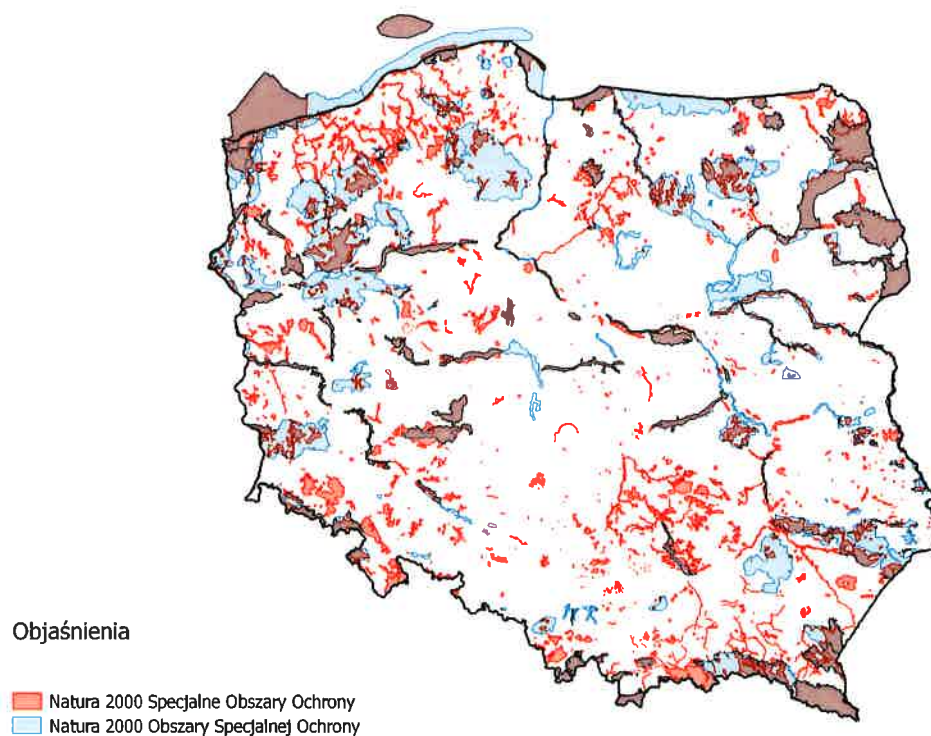 Objaśnienia
Natura 2000 Specjalne Obszary Ochrony
Natura 2000 Obszary Specjalnej Ochrony